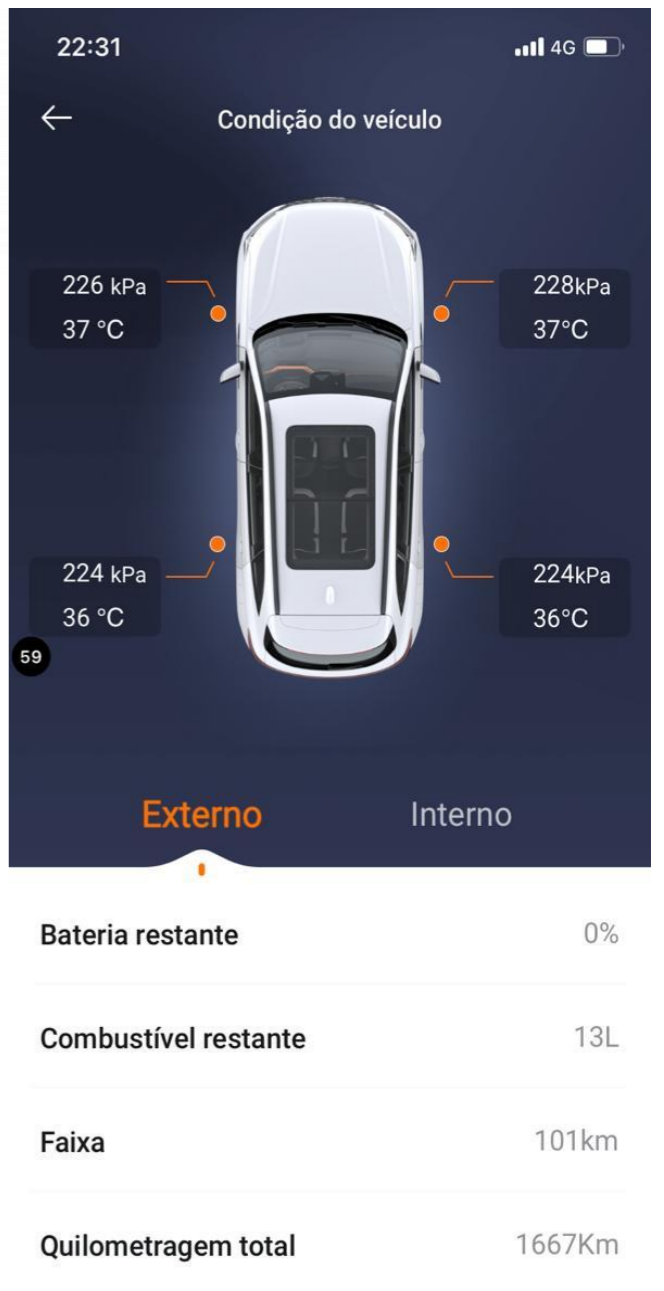 22:31
4G
Condição do veículo
226 kPa
37 °C
228kPa
37°C
224 kPa
36 °C
224kPa
36°C
59
Externo
Interno
Bateria restante
0%
Combustível restante
13L
Faixa
101km
Quilometragem total
1667Km